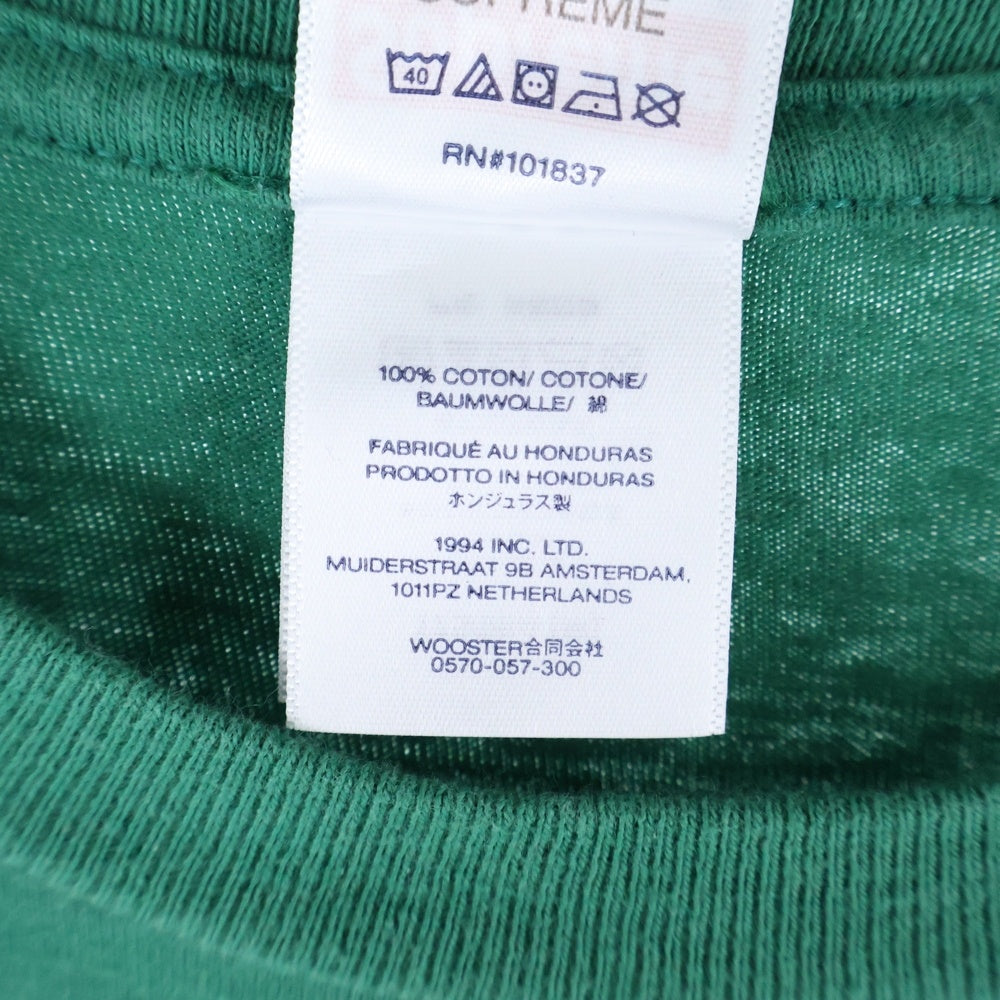 SUPREME
40
RN#101837
100% COTON/ COTONE/
BAUMWOLLE/ 綿
FABRIQUÉ AU HONDURAS
PRODOTTO IN HONDURAS
ホンジュラス製
1994 INC. LTD.
MUIDERSTRAAT 9B AMSTERDAM,
1011PZ NETHERLANDS
WOOSTER合同会社
0570-057-300